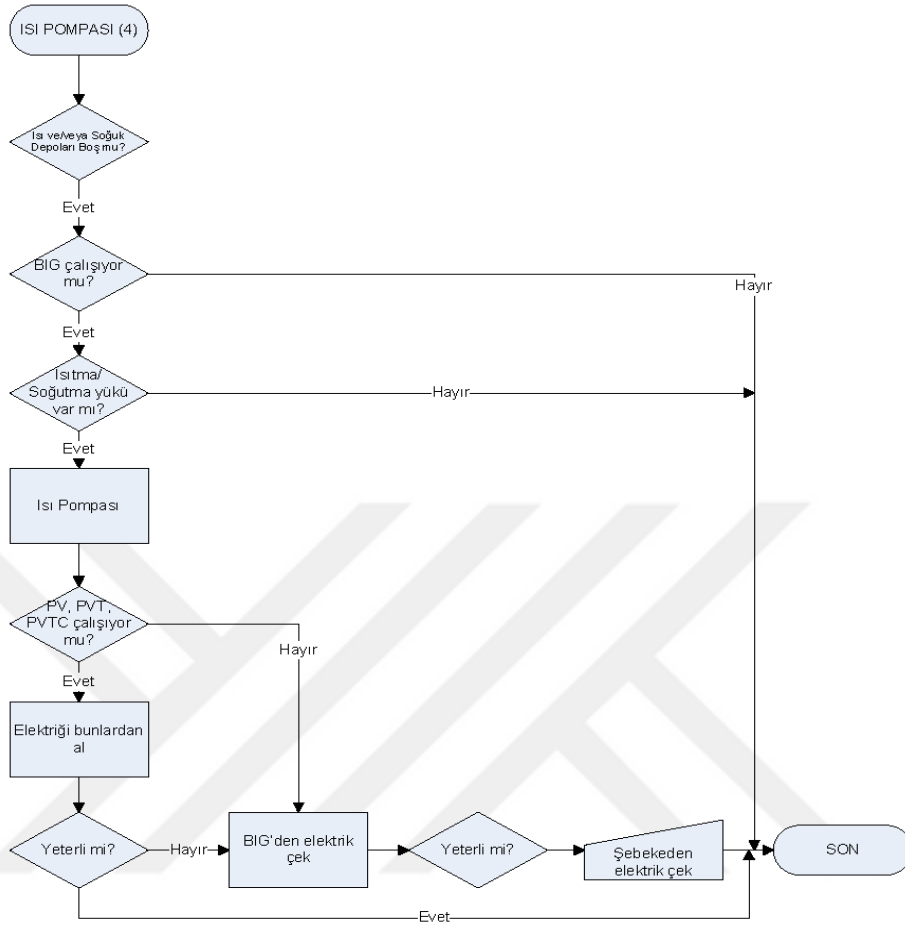 ISI POMPASI (4)
Isı ve/veya Soğuk
Depoları Boş mu?
Evet
BIG çalışıyor
mu?
Hayır
Evet
Isıtma/
Soğutma yükü
var mı?
Hayır
Evet
Isı Pompası
PV, PVT,
PVTC çalışıyor
mu?
Hayır
Evet
Elektriği bunlardan
al
Yeterli mi?
Hayır
BIG'den elektrik
çek
Yeterli mi?
Şebekeden
elektrik çek
SON
Evet